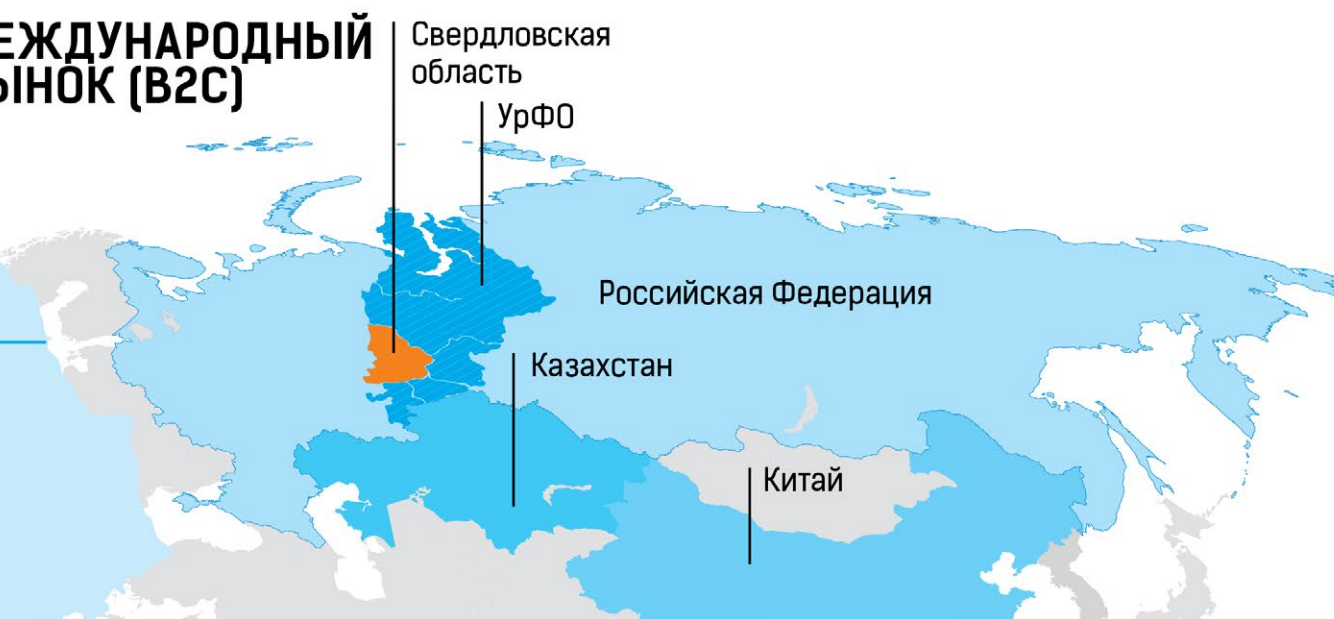 ЕЖДУНАРОДНЫЙ
ЫНОК (B2C)
Свердловская
область
УрФО
Российская Федерация
Казахстан
Китай